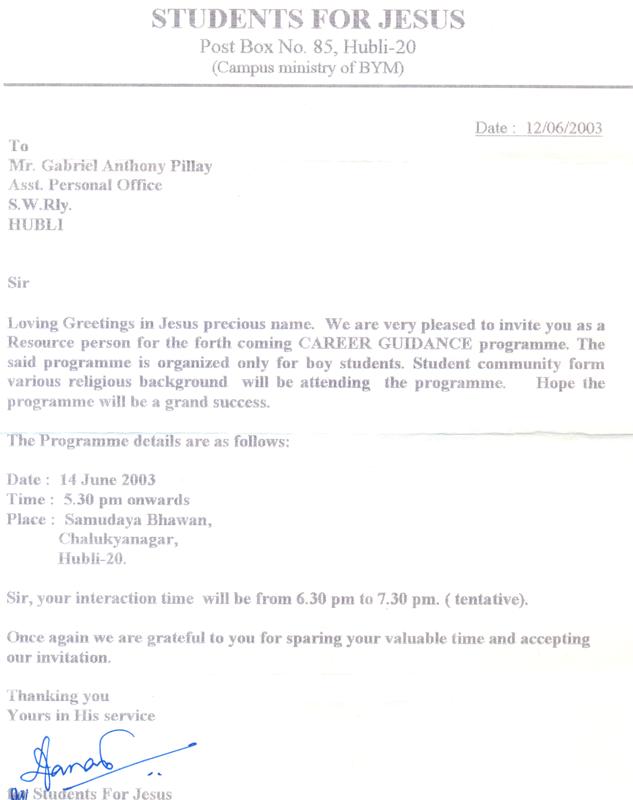 STUDENTS FOR JESUS
Post Box No. 85, Hubli-20
(Campus ministry of BYM)
Date : 12/06/2003
To
Mr. Gabriel Anthony Pillay
Asst. Personal Office
S.W.Rly.
HUBLI
Sir
Loving Greetings in Jesus precious name. We are very pleased to invite you as a
Resource person for the forth coming CAREER GUIDANCE programme. The
said programme is organized only for boy students. Student community form
various religious background will be attending the programme. Hope the
programme will be a grand success.
The Programme details are as follows:
Date : 14 June 2003
Time : 5.30 pm onwards
Place : Samudaya Bhawan,
Chalukyanagar,
Hubli-20.
Sir, your interaction time will be from 6.30 pm to 7.30 pm. ( tentative).
Once again we are grateful to you for sparing your valuable time and accepting
our invitation.
Thanking you
Yours in His service
Students For Jesus